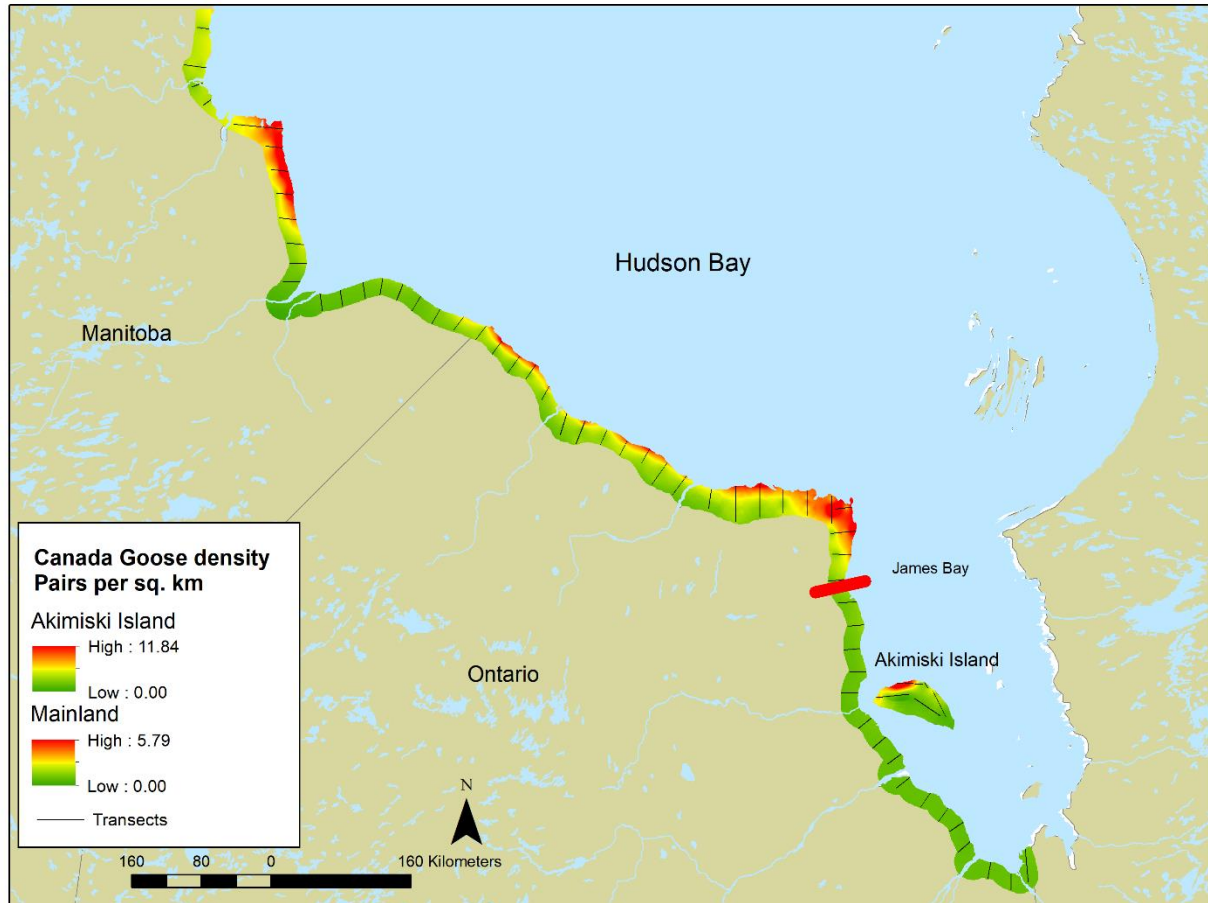 Hudson Bay
Manitoba
James Bay
Akimiski Island
Ontario
Canada Goose density
Pairs per sq. km
Akimiski Island
High : 11.84
Low : 0.00
Mainland
High : 5.79
Low : 0.00
Transects
N
160 80 0 160 Kilometers